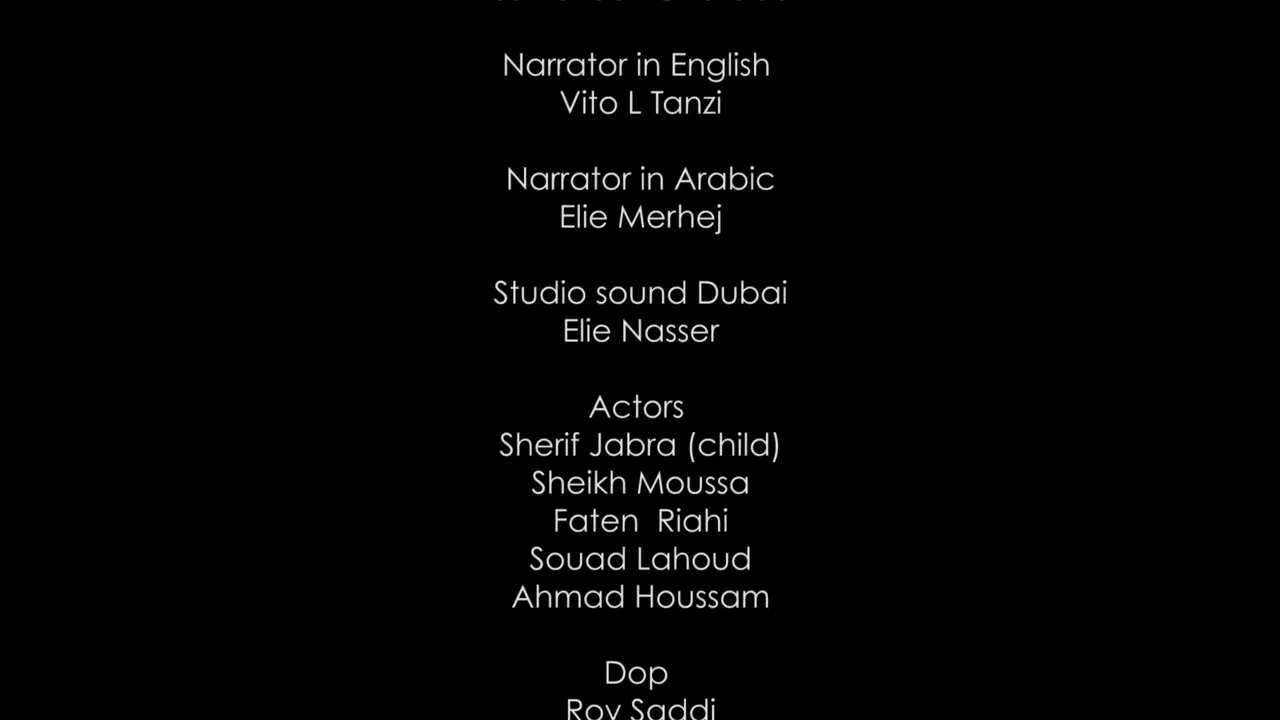 Narrator in English
Vito L Tanzi
Narrator in Arabic
Elie Merhej
Studio sound Dubai
Elie Nasser
Actors
Sherif Jabra (child)
Sheikh Moussa
Faten  Riahi
Souad Lahoud
Ahmad Houssam
Dop
Roy Saddi